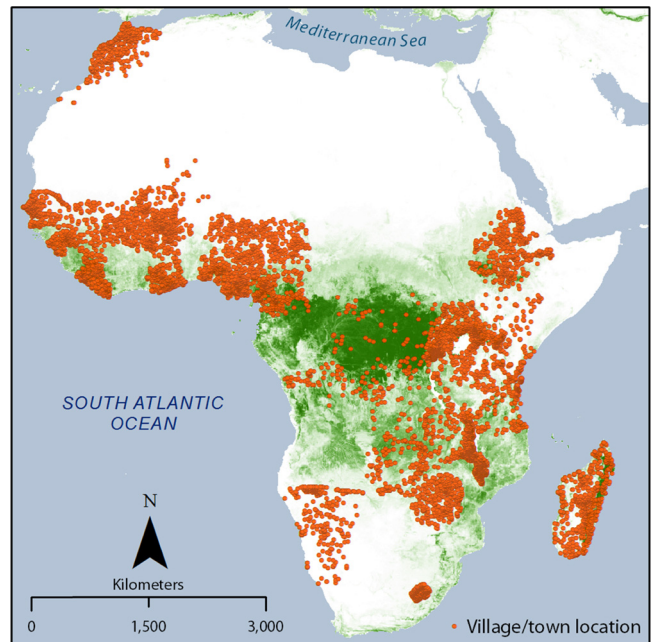 Mediterranean Sea
SOUTH ATLANTIC
OCEAN
N
Kilometers
0 1,500 3,000
Village/town location